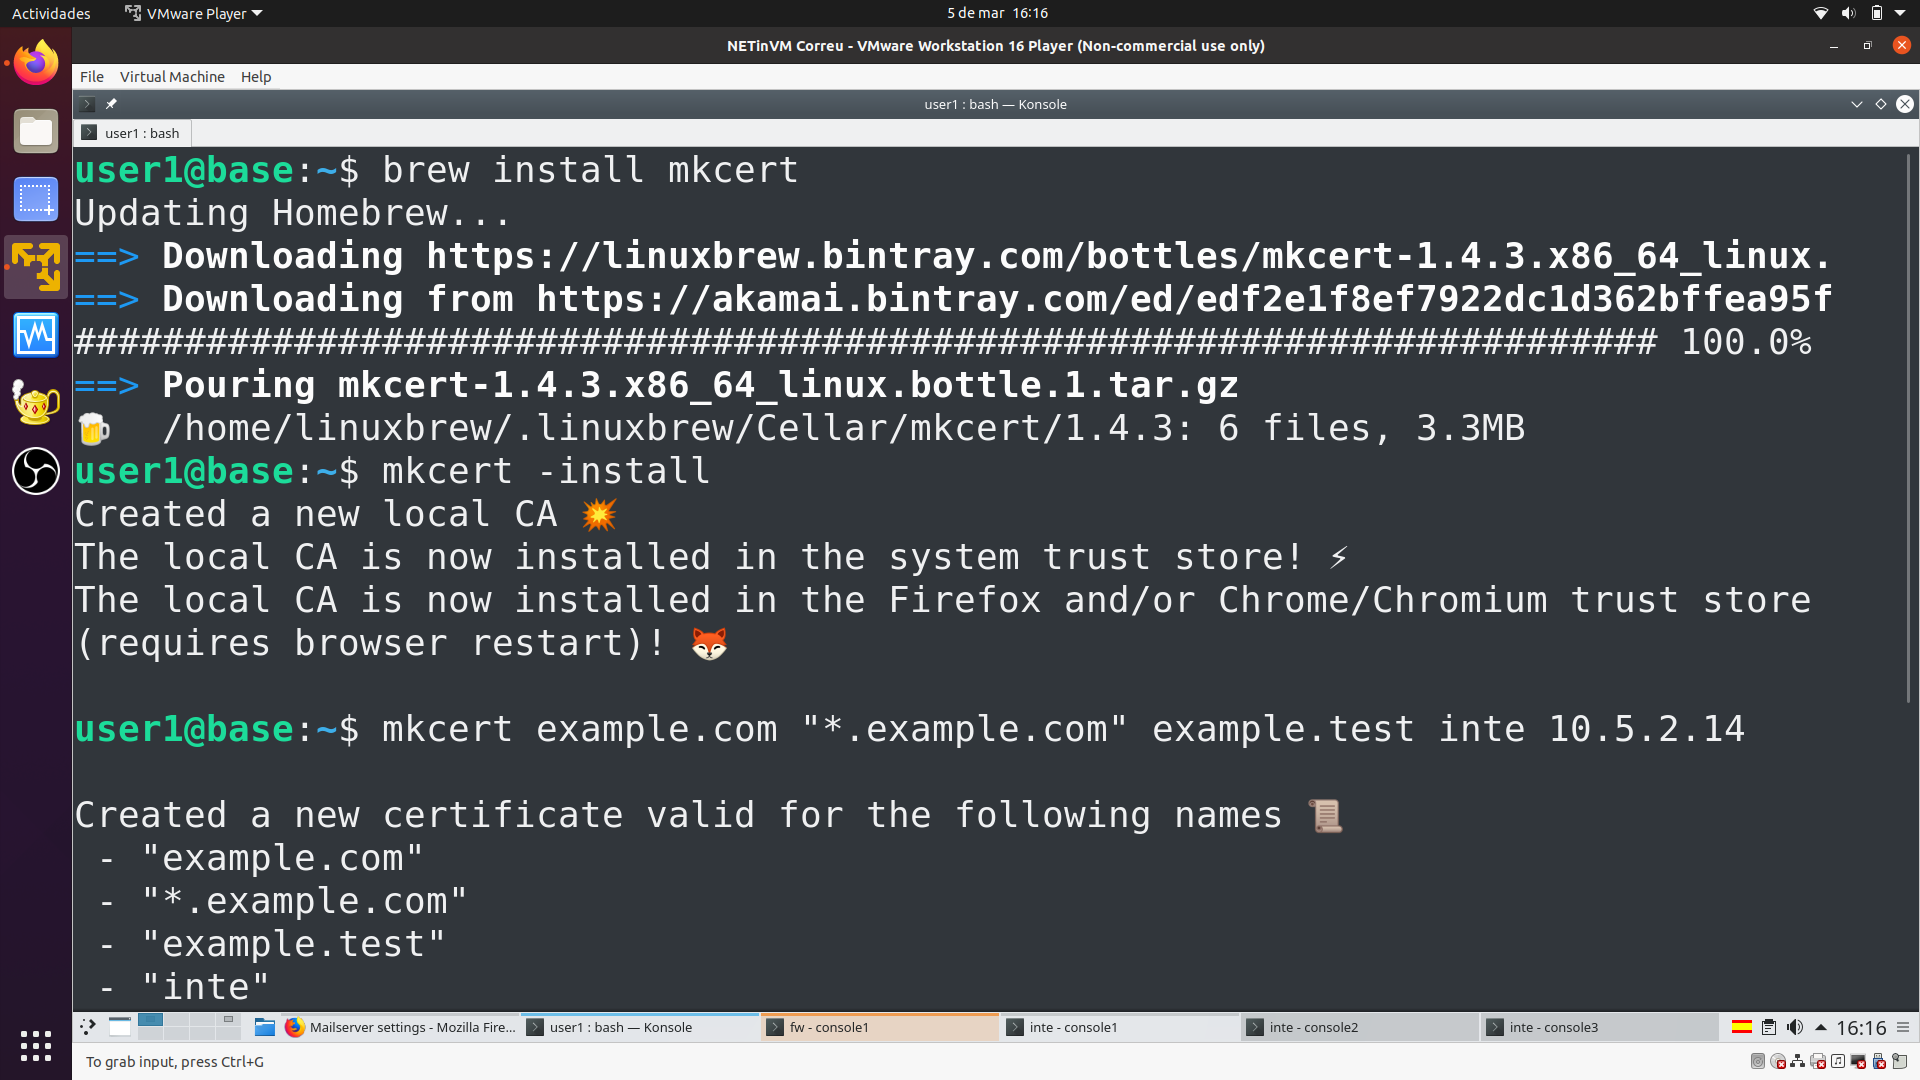 Actividades VMware Player 5 de mar 16:16
NETinVM Correu - VMware Workstation 16 Player (Non-commercial use only)
File Virtual Machine Help
user1 : bash — Konsole
user1 : bash
user1@base:~$ brew install mkcert
Updating Homebrew...
==> Downloading https://linuxbrew.bintray.com/bottles/mkcert-1.4.3.x86_64_linux.
==> Downloading from https://akamai.bintray.com/ed/edf2e1f8ef7922dc1d362bffea95f
######################################################################## 100.0%
==> Pouring mkcert-1.4.3.x86_64_linux.bottle.1.tar.gz
🍺 /home/linuxbrew/.linuxbrew/Cellar/mkcert/1.4.3: 6 files, 3.3MB
user1@base:~$ mkcert -install
Created a new local CA 💥
The local CA is now installed in the system trust store! ⚡
The local CA is now installed in the Firefox and/or Chrome/Chromium trust store
(requires browser restart)! 🦊
user1@base:~$ mkcert example.com "*.example.com" example.test inte 10.5.2.14
Created a new certificate valid for the following names 📜
- "example.com"
- "*.example.com"
- "example.test"
- "inte"
Mailserver settings - Mozilla Fire... user1 : bash — Konsole fw - console1 inte - console1 inte - console2 inte - console3 16:16
To grab input, press Ctrl+G